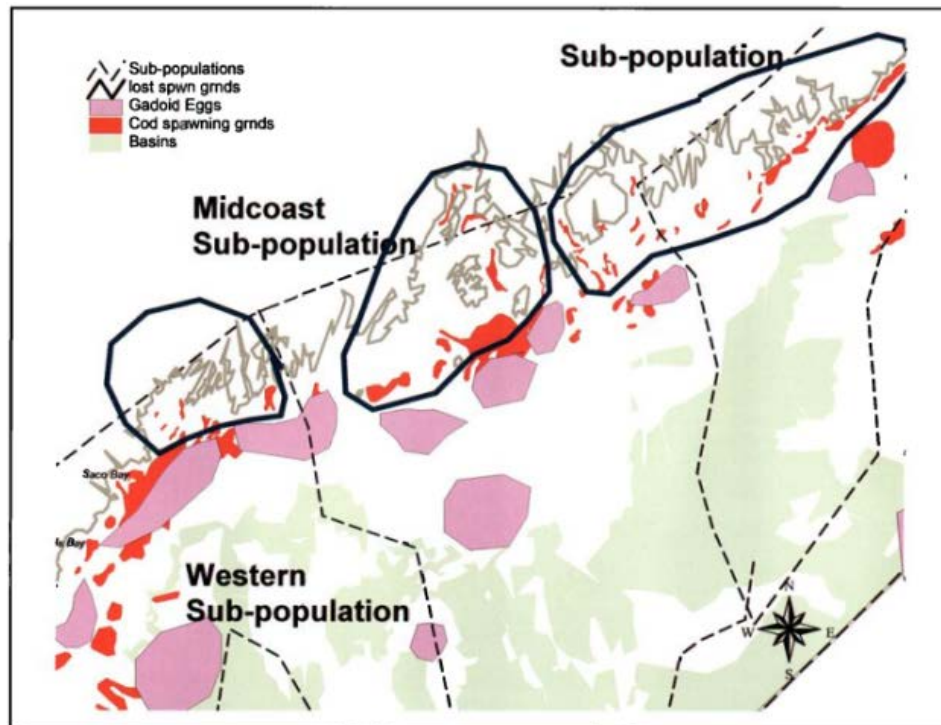 Sub-populations
lost spwn grnds
Gadoid Eggs
Cod spawning grnds
Basins
Sub-population
Midcoast
Sub-population
Saco Bay
Bay
Western
Sub-population
N
W
E
S